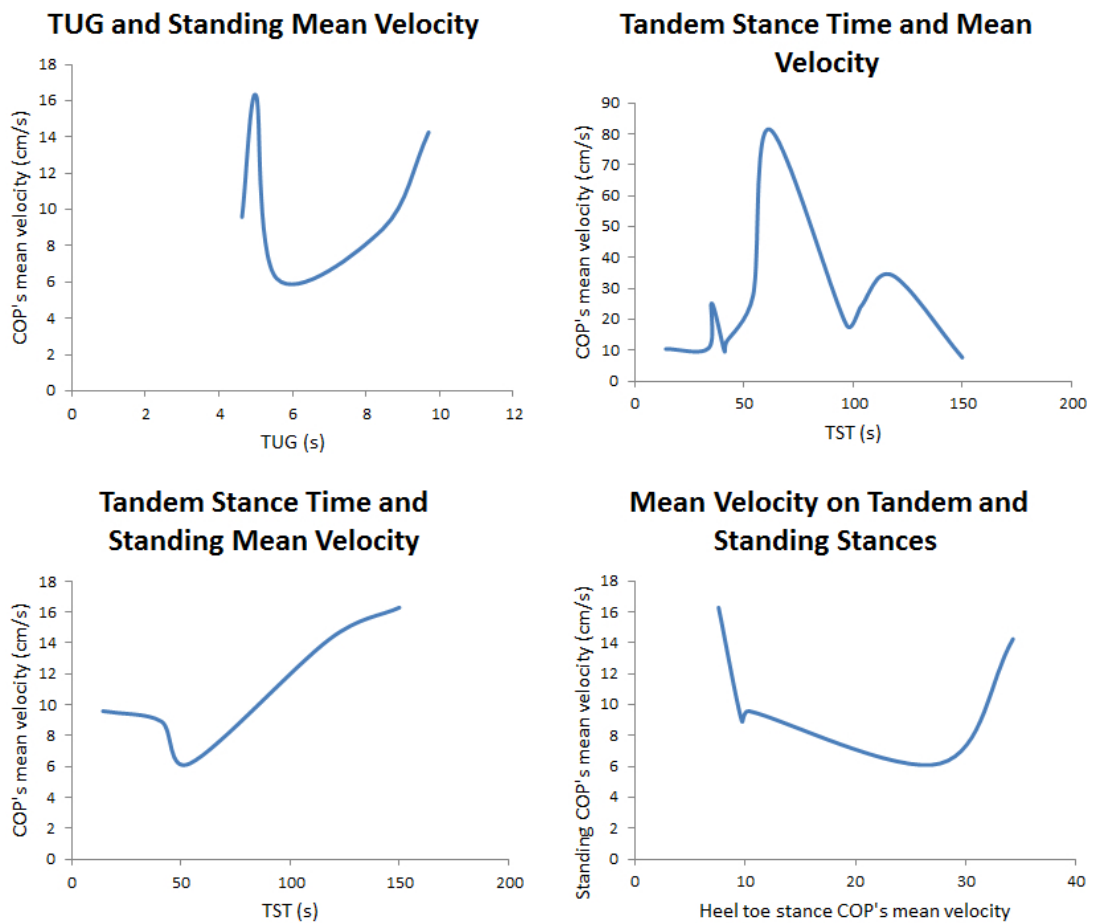 TUG and Standing Mean Velocity
COP's mean velocity (cm/s)
18
16
14
12
10
8
6
4
2
0
0 2 4 6 8 10 12
TUG (s)
Tandem Stance Time and Mean
Velocity
COP's mean velocity (cm/s)
90
80
70
60
50
40
30
20
10
0
0 50 100 150 200
TST (s)
Tandem Stance Time and
Standing Mean Velocity
COP's mean velocity (cm/s)
18
16
14
12
10
8
6
4
2
0
0 50 100 150 200
TST (s)
Mean Velocity on Tandem and
Standing Stances
Standing COP's mean velocity (cm/s)
18
16
14
12
10
8
6
4
2
0
0 10 20 30 40
Heel toe stance COP's mean velocity